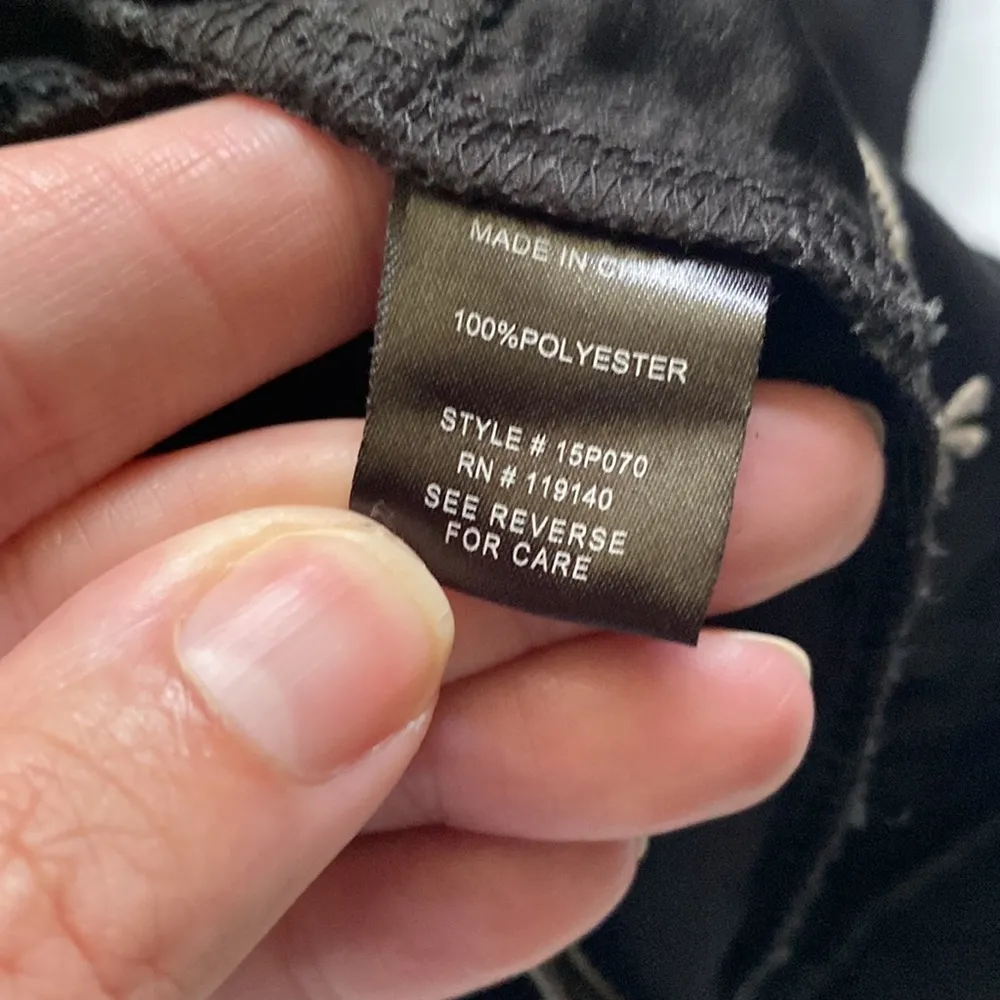 MADE IN CHINA
100%POLYESTER
STYLE # 15P070
RN # 119140
SEE REVERSE
FOR CARE